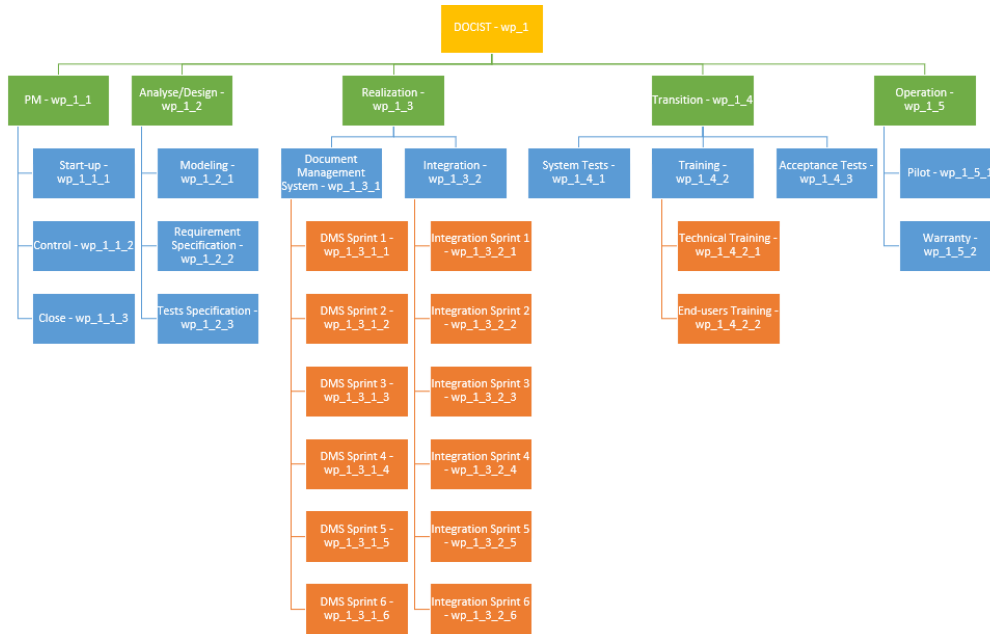 DOCIST - wp_1
PM - wp_1_1
Analyse/Design -
wp_1_2
Realization -
wp_1_3
Transition - wp_1_4
Operation -
wp_1_5
Start-up -
wp_1_1_1
Modeling -
wp_1_2_1
Document
Management
System - wp_1_3_1
Integration -
wp_1_3_2
System Tests -
wp_1_4_1
Training -
wp_1_4_2
Acceptance Tests -
wp_1_4_3
Pilot - wp_1_5_1
Control - wp_1_1_2
Requirement
Specification -
wp_1_2_2
DMS Sprint 1 -
wp_1_3_1_1
Integration Sprint 1
- wp_1_3_2_1
Technical Training -
wp_1_4_2_1
Warranty -
wp_1_5_2
Close - wp_1_1_3
Tests Specification -
wp_1_2_3
DMS Sprint 2 -
wp_1_3_1_2
Integration Sprint 2
- wp_1_3_2_2
End-users Training -
wp_1_4_2_2
DMS Sprint 3 -
wp_1_3_1_3
Integration Sprint 3
- wp_1_3_2_3
DMS Sprint 4 -
wp_1_3_1_4
Integration Sprint 4
- wp_1_3_2_4
DMS Sprint 5 -
wp_1_3_1_5
Integration Sprint 5
- wp_1_3_2_5
DMS Sprint 6 -
wp_1_3_1_6
Integration Sprint 6
- wp_1_3_2_6